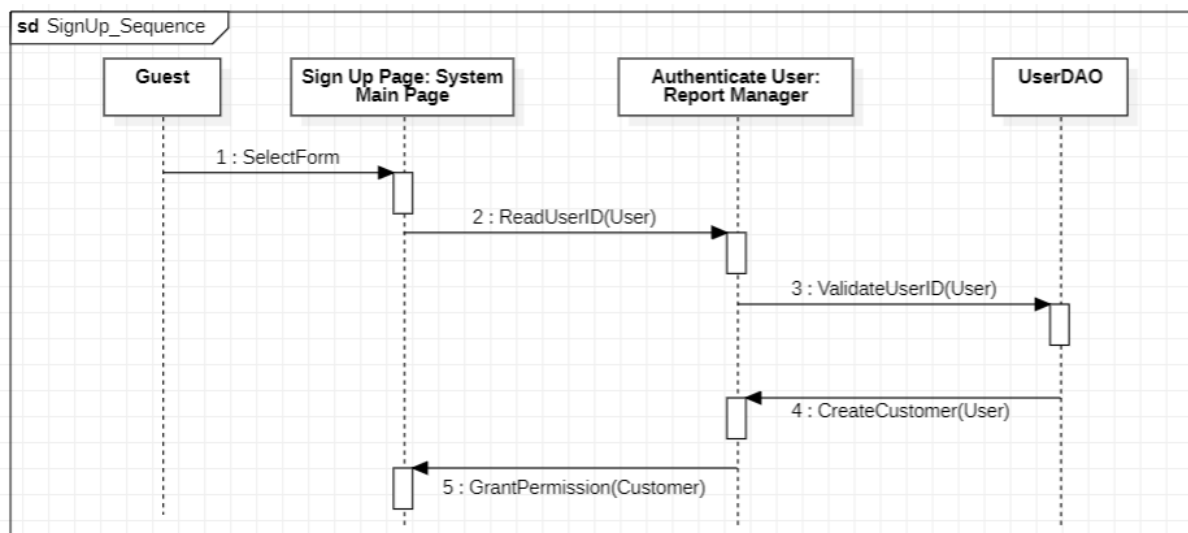 sd SignUp_Sequence
Guest
Sign Up Page: System
Main Page
Authenticate User:
Report Manager
UserDAO
1 : SelectForm
2 : ReadUserID(User)
3 : ValidateUserID(User)
4 : CreateCustomer(User)
5 : GrantPermission(Customer)